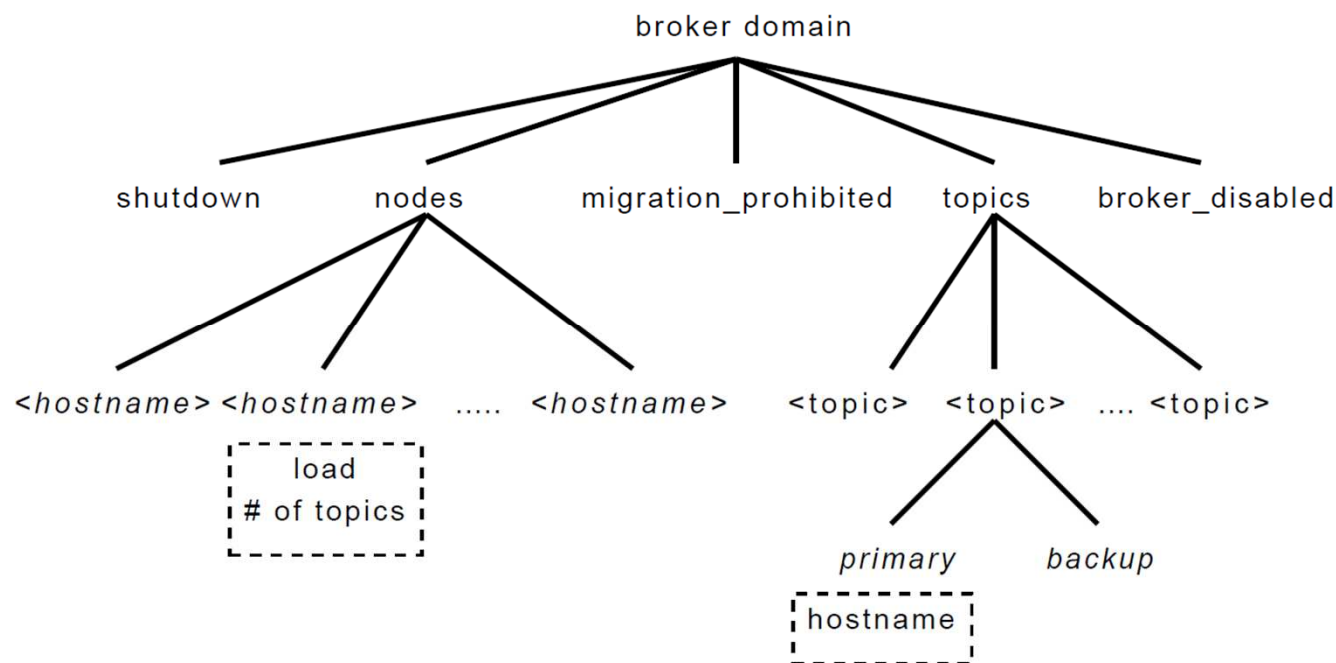 broker domain
shutdown nodes migration_prohibited topics broker_disabled
<hostname> <hostname> ..... <hostname> <topic> <topic> .... <topic>
load
# of topics
primary backup
hostname